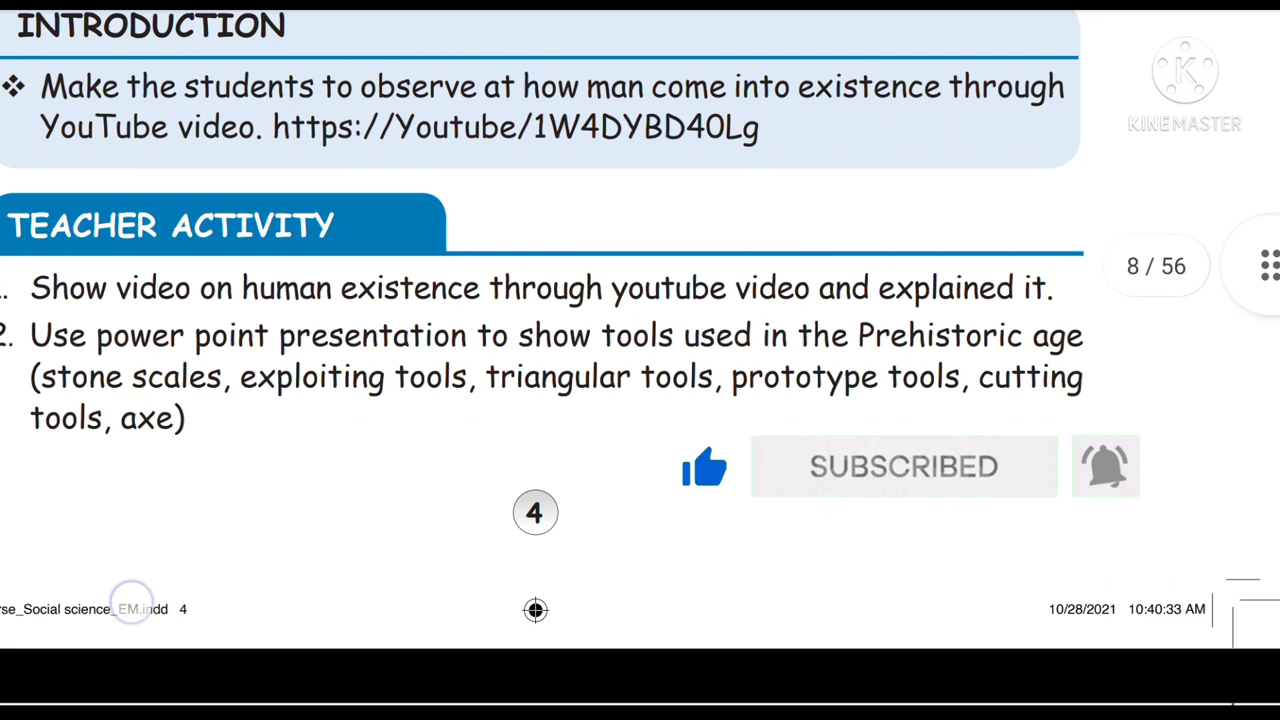 INTRODUCTION
❖ Make the students to observe at how man come into existence through
YouTube video. https://Youtube/1W4DYBD40Lg
KINEMASTER
TEACHER ACTIVITY
8 / 56
Show video on human existence through youtube video and explained it.
2. Use power point presentation to show tools used in the Prehistoric age
(stone scales, exploiting tools, triangular tools, prototype tools, cutting
tools, axe)
SUBSCRIBED
4
rse_Social science_EM.indd 4
10/28/2021 10:40:33 AM